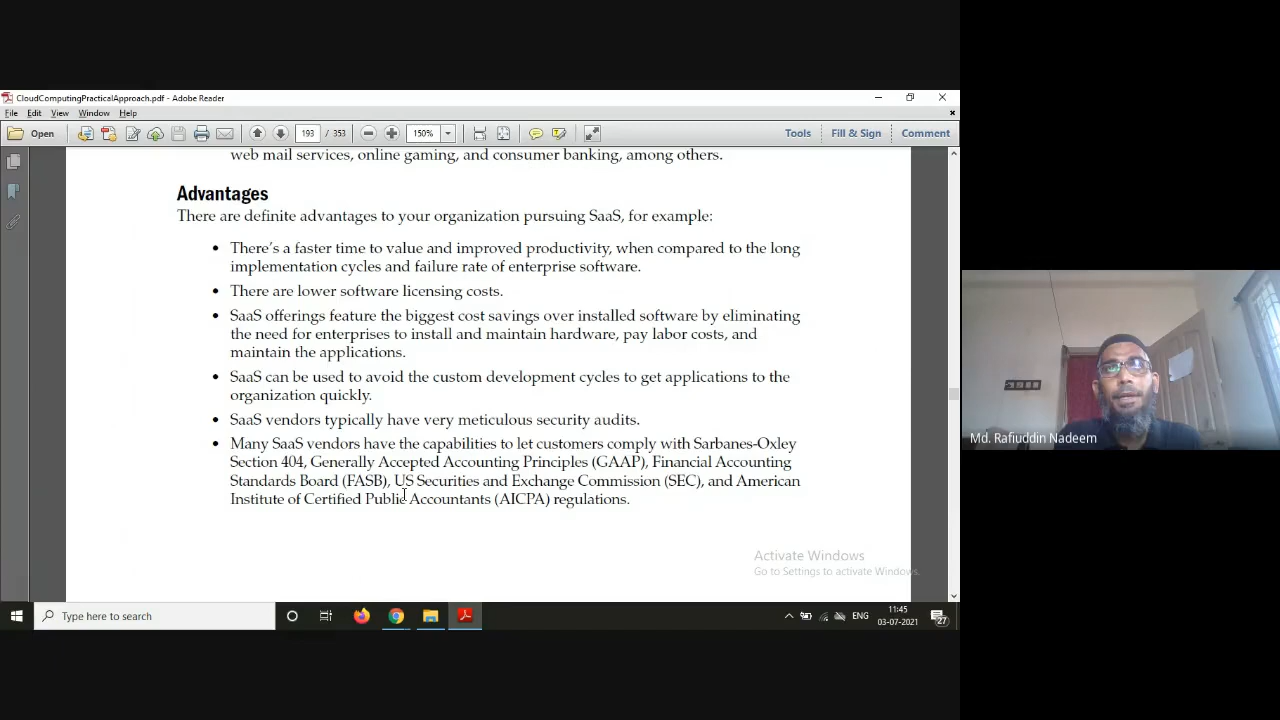 CloudComputingPracticalApproach.pdf - Adobe Reader
File Edit View Window Help
Open 193 / 353 150% Tools Fill & Sign Comment
web mail services, online gaming, and consumer banking, among others.
Advantages
There are definite advantages to your organization pursuing SaaS, for example:
• There's a faster time to value and improved productivity, when compared to the long
implementation cycles and failure rate of enterprise software.
• There are lower software licensing costs.
• SaaS offerings feature the biggest cost savings over installed software by eliminating
the need for enterprises to install and maintain hardware, pay labor costs, and
maintain the applications.
• SaaS can be used to avoid the custom development cycles to get applications to the
organization quickly.
• SaaS vendors typically have very meticulous security audits.
• Many SaaS vendors have the capabilities to let customers comply with Sarbanes-Oxley
Section 404, Generally Accepted Accounting Principles (GAAP), Financial Accounting
Standards Board (FASB), US Securities and Exchange Commission (SEC), and American
Institute of Certified Public Accountants (AICPA) regulations.
Md. Rafiuddin Nadeem
Activate Windows
Go to Settings to activate Windows.
Type here to search
ENG
11:45
03-07-2021
27